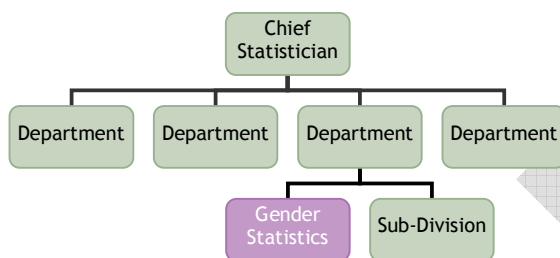 Chief
Statistician
Department
Department
Department
Department
Gender
Statistics
Sub-Division